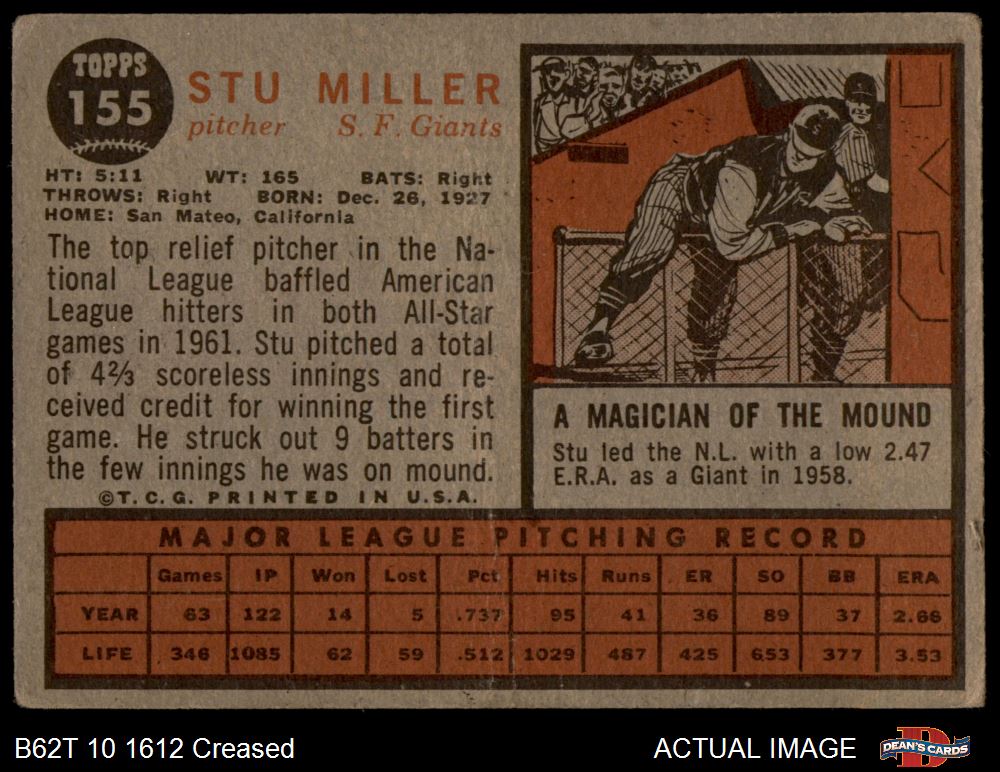 TOPPS
155
STU MILLER
pitcher S. F. Giants
HT: 5:11 WT: 165 BATS: Right
THROWS: Right BORN: Dec. 26, 1927
HOME: San Mateo, California
The top relief pitcher in the Na-
tional League baffled American
League hitters in both All-Star
games in 1961. Stu pitched a total
of 4⅔ scoreless innings and re-
ceived credit for winning the first
game. He struck out 9 batters in
the few innings he was on mound.
©T.C.G. PRINTED IN U.S.A.
A MAGICIAN OF THE MOUND
Stu led the N.L. with a low 2.47
E.R.A. as a Giant in 1958.
MAJOR LEAGUE PITCHING RECORD
Games IP Won Lost Pct Hits Runs ER SO BB ERA
YEAR 63 122 14 5 .737 95 41 36 89 37 2.66
LIFE 346 1085 62 59 .512 1029 487 425 653 377 3.53
B62T 10 1612 Creased
ACTUAL IMAGE
DEAN'S CARDS